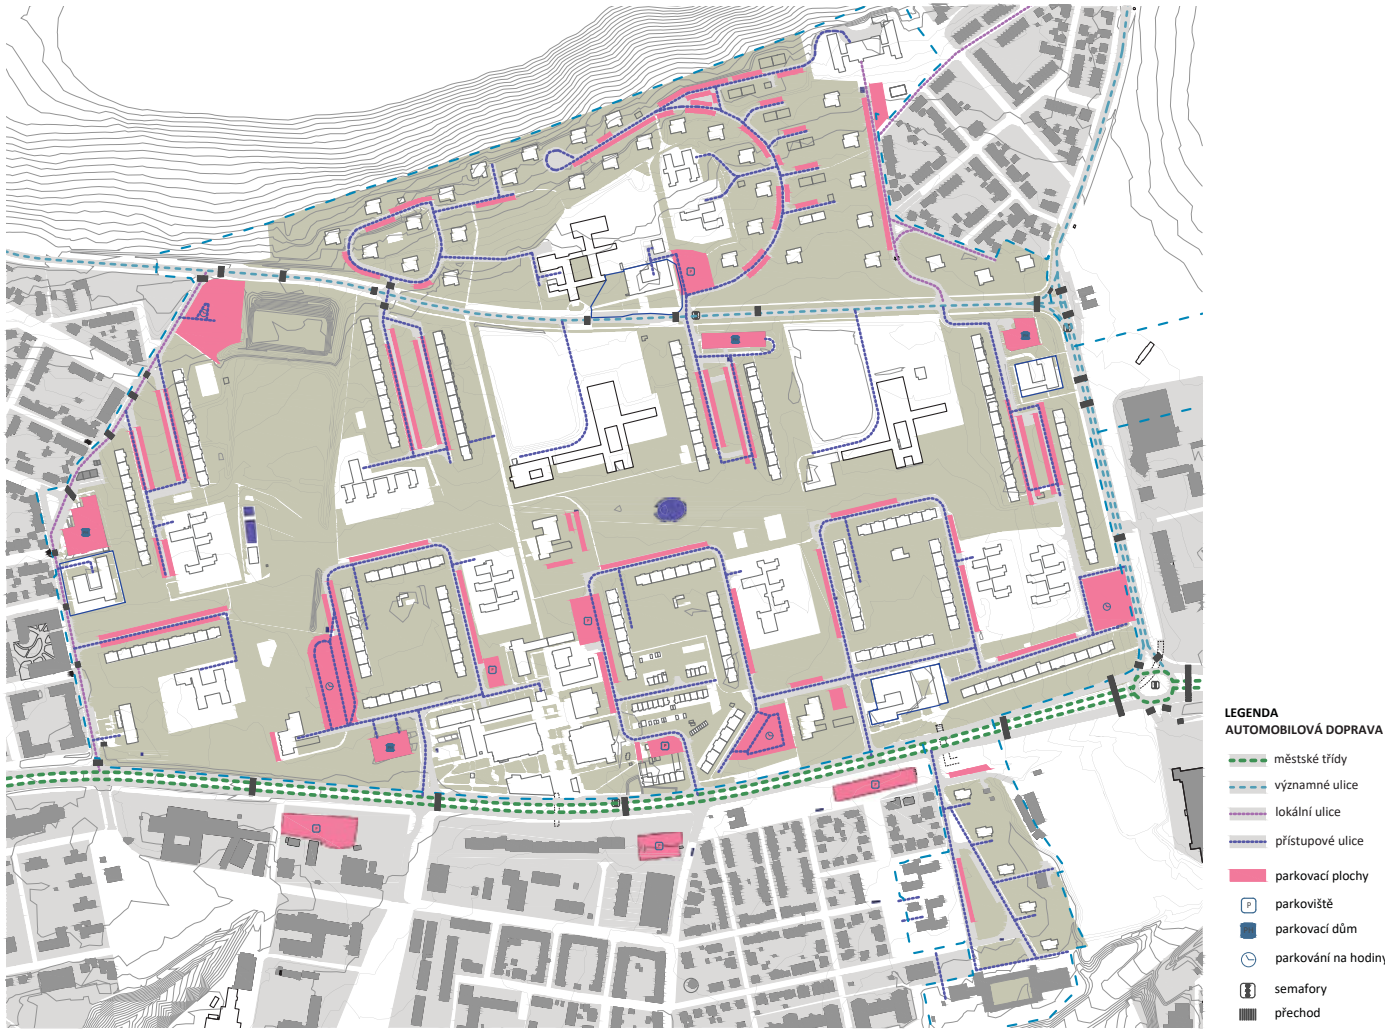 LEGENDA
AUTOMOBILOVÁ DOPRAVA
městské třídy
významné ulice
lokální ulice
přístupové ulice
parkovací plochy
P
parkoviště
parkovací dům
parkování na hodiny
semafory
přechod